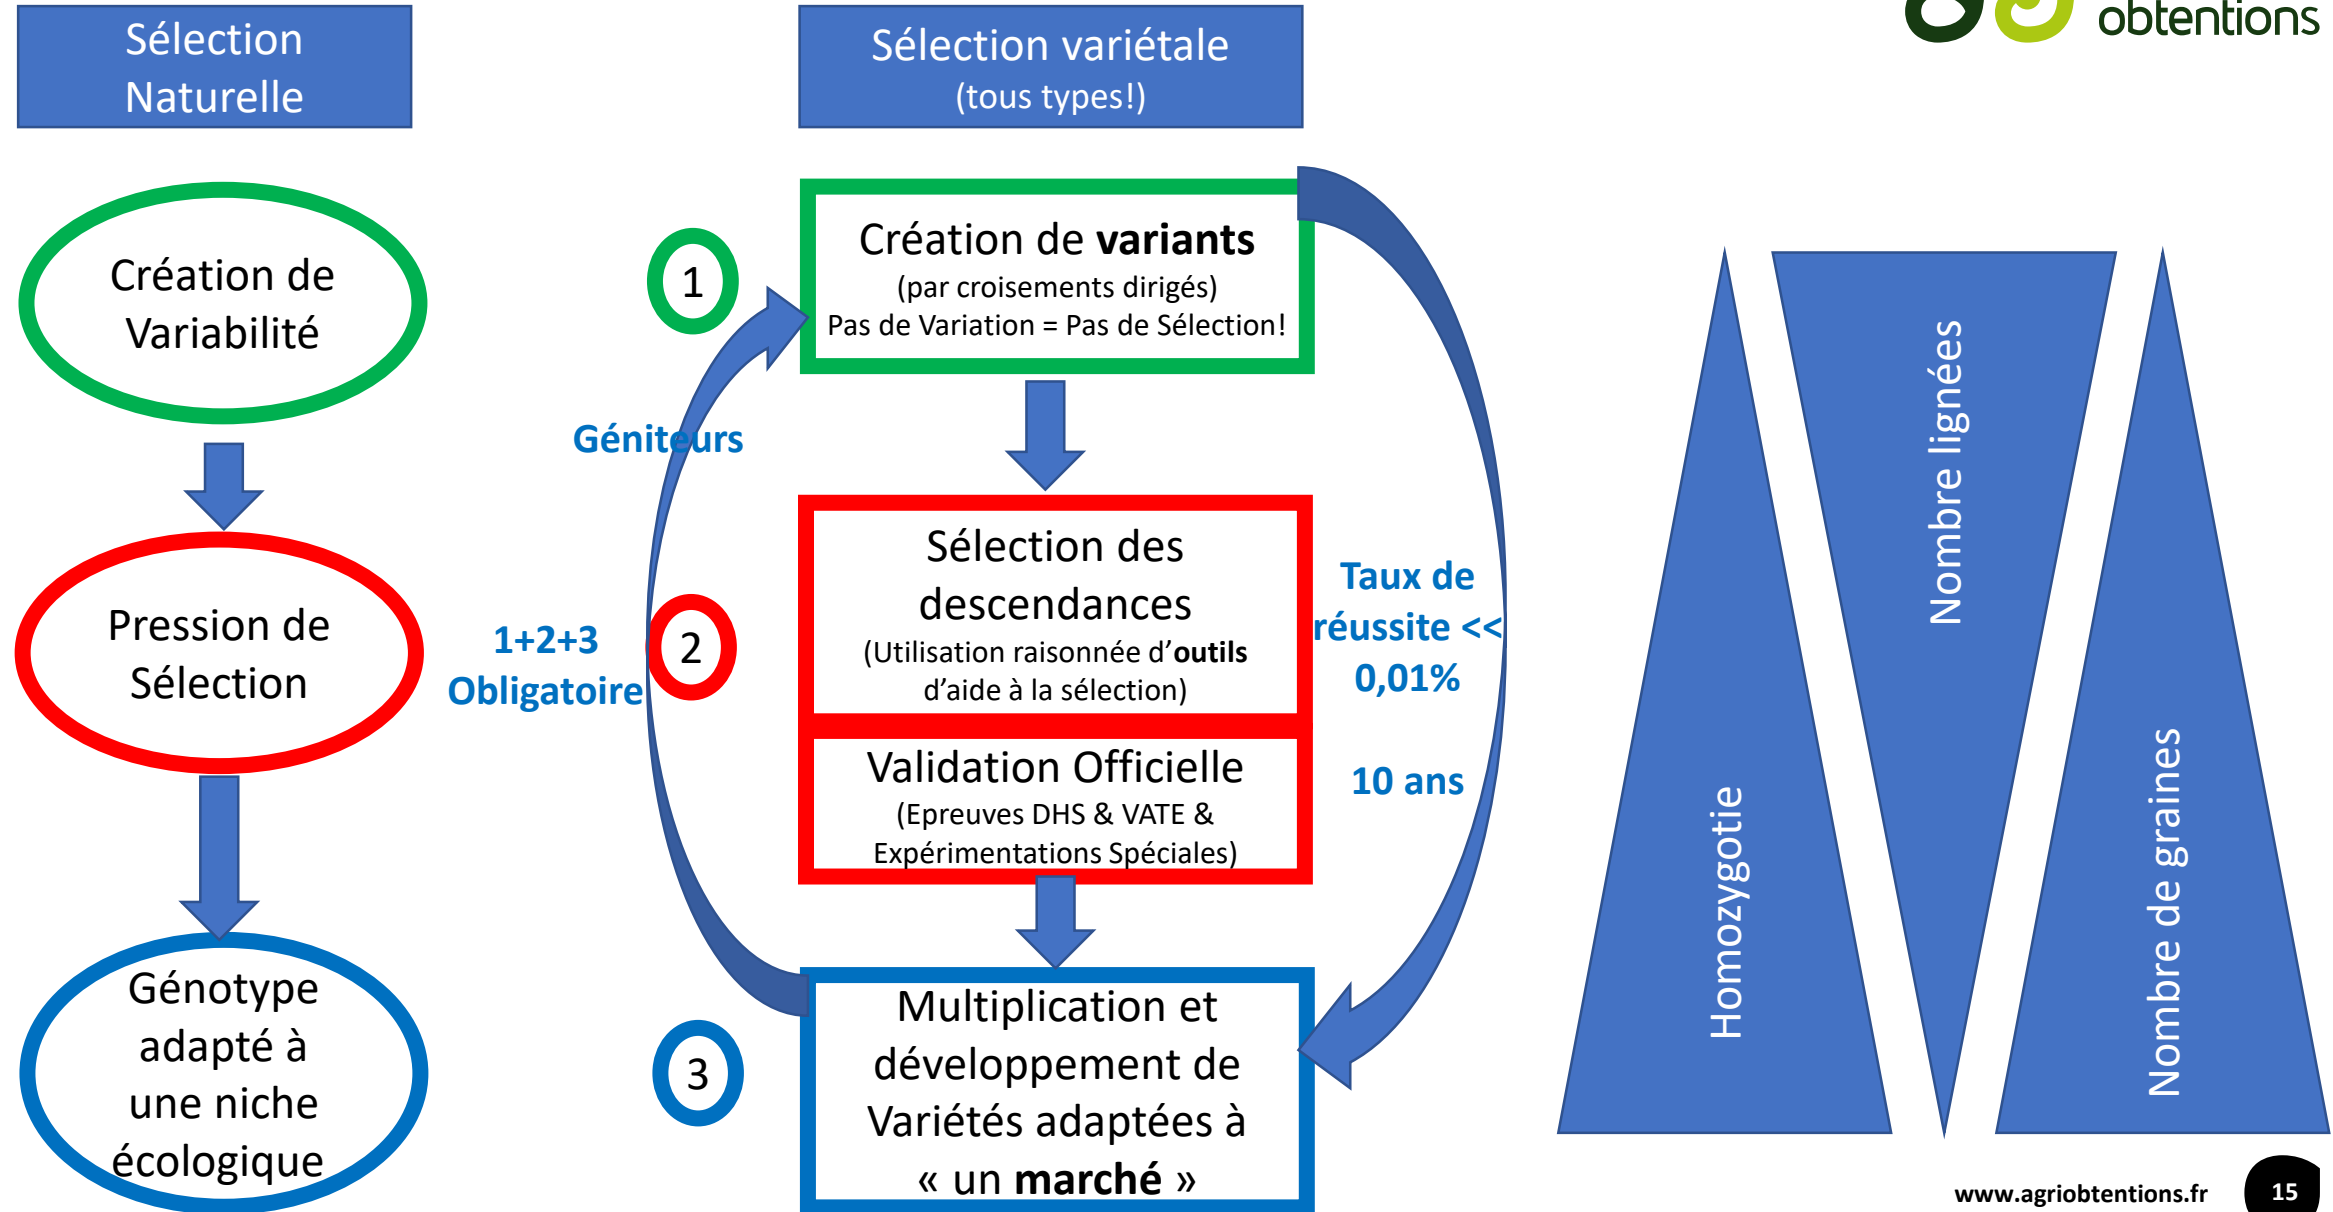 obtentions
Sélection
Naturelle
Sélection variétale
(tous types!)
Création de
Variabilité
1
Création de variants
(par croisements dirigés)
Pas de Variation = Pas de Sélection!
Géniteurs
Pression de
Sélection
1+2+3
Obligatoire
2
Sélection des
descendances
(Utilisation raisonnée d’outils
d’aide à la sélection)
Taux de
réussite <<
0,01%
10 ans
Validation Officielle
(Epreuves DHS & VATE &
Expérimentations Spéciales)
Génotype
adapté à
une niche
écologique
3
Multiplication et
développement de
Variétés adaptées à
« un marché »
Homozygotie
Nombre lignées
Nombre de graines
www.agriobtentions.fr
15